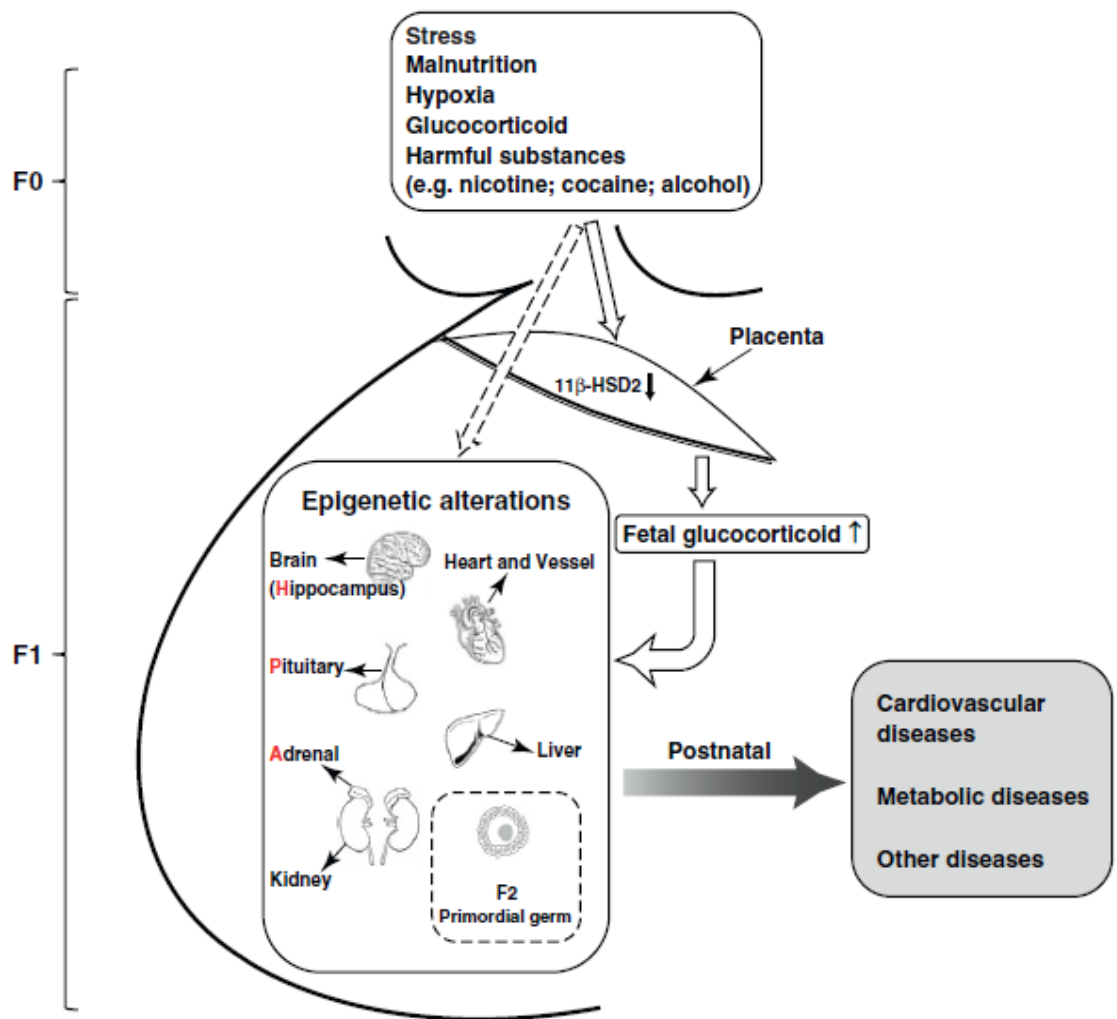 Stress
Malnutrition
Hypoxia
Glucocorticoid
Harmful substances
(e.g. nicotine; cocaine; alcohol)
F0
Placenta
11β-HSD2
Epigenetic alterations
Fetal glucocorticoid ↑
Brain
(Hippocampus)
Heart and Vessel
F1
Pituitary
Cardiovascular
diseases
Adrenal
Liver
Postnatal
Metabolic diseases
Other diseases
Kidney
F2
Primordial germ